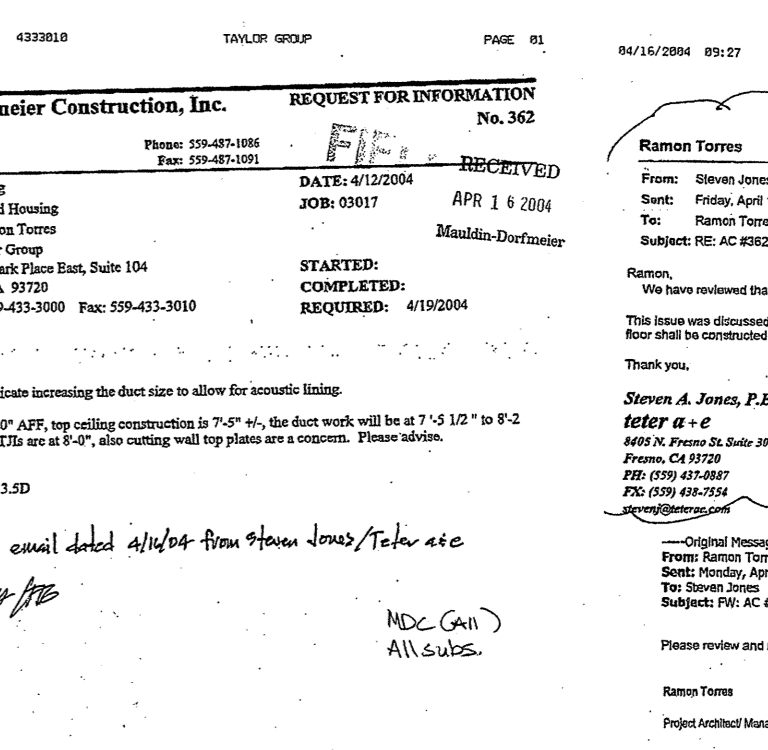 4333010 TAYLOR GROUP PAGE 01
meier Construction, Inc. REQUEST FOR INFORMATION
No. 362
Phone: 559-487-1086
Fax: 559-487-1091
RECEIVED
DATE: 4/12/2004
JOB: 03017
APR 16 2004
Mauldin-Dorfmeier
g
d Housing
on Torres
r Group
ark Place East, Suite 104
A 93720
9-433-3000 Fax: 559-433-3010
STARTED:
COMPLETED:
REQUIRED: 4/19/2004
icate increasing the duct size to allow for acoustic lining.
0" AFF, top ceiling construction is 7'-5" +/-, the duct work will be at 7 '-5 1/2 " to 8'-2
TJIs are at 8'-0", also cutting wall top plates are a concern. Please advise.
3.5D
email dated 4/16/04 from Steven Jones/Teter a+e
MDC (All)
All subs.
04/16/2004 09:27
Ramon Torres
From: Steven Jones
Sent: Friday, April
To: Ramon Torre
Subject: RE: AC #362
Ramon,
We have reviewed tha
This issue was discussed
floor shall be constructed
Thank you,
Steven A. Jones, P.E
teter a+e
8405 N. Fresno St. Suite 30
Fresno, CA 93720
PH: (559) 437-0887
FX: (559) 438-7554
stevenj@teterae.com
-----Original Messag
From: Ramon Torr
Sent: Monday, Apr
To: Steven Jones
Subject: FW: AC #
Please review and
Ramon Torres
Project Architect/ Mana